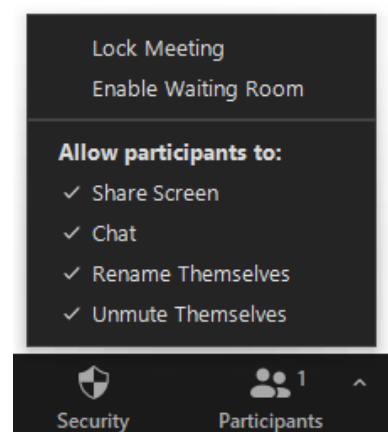 Lock Meeting
Enable Waiting Room
Allow participants to:
✓ Share Screen
✓ Chat
✓ Rename Themselves
✓ Unmute Themselves
1
Security Participants